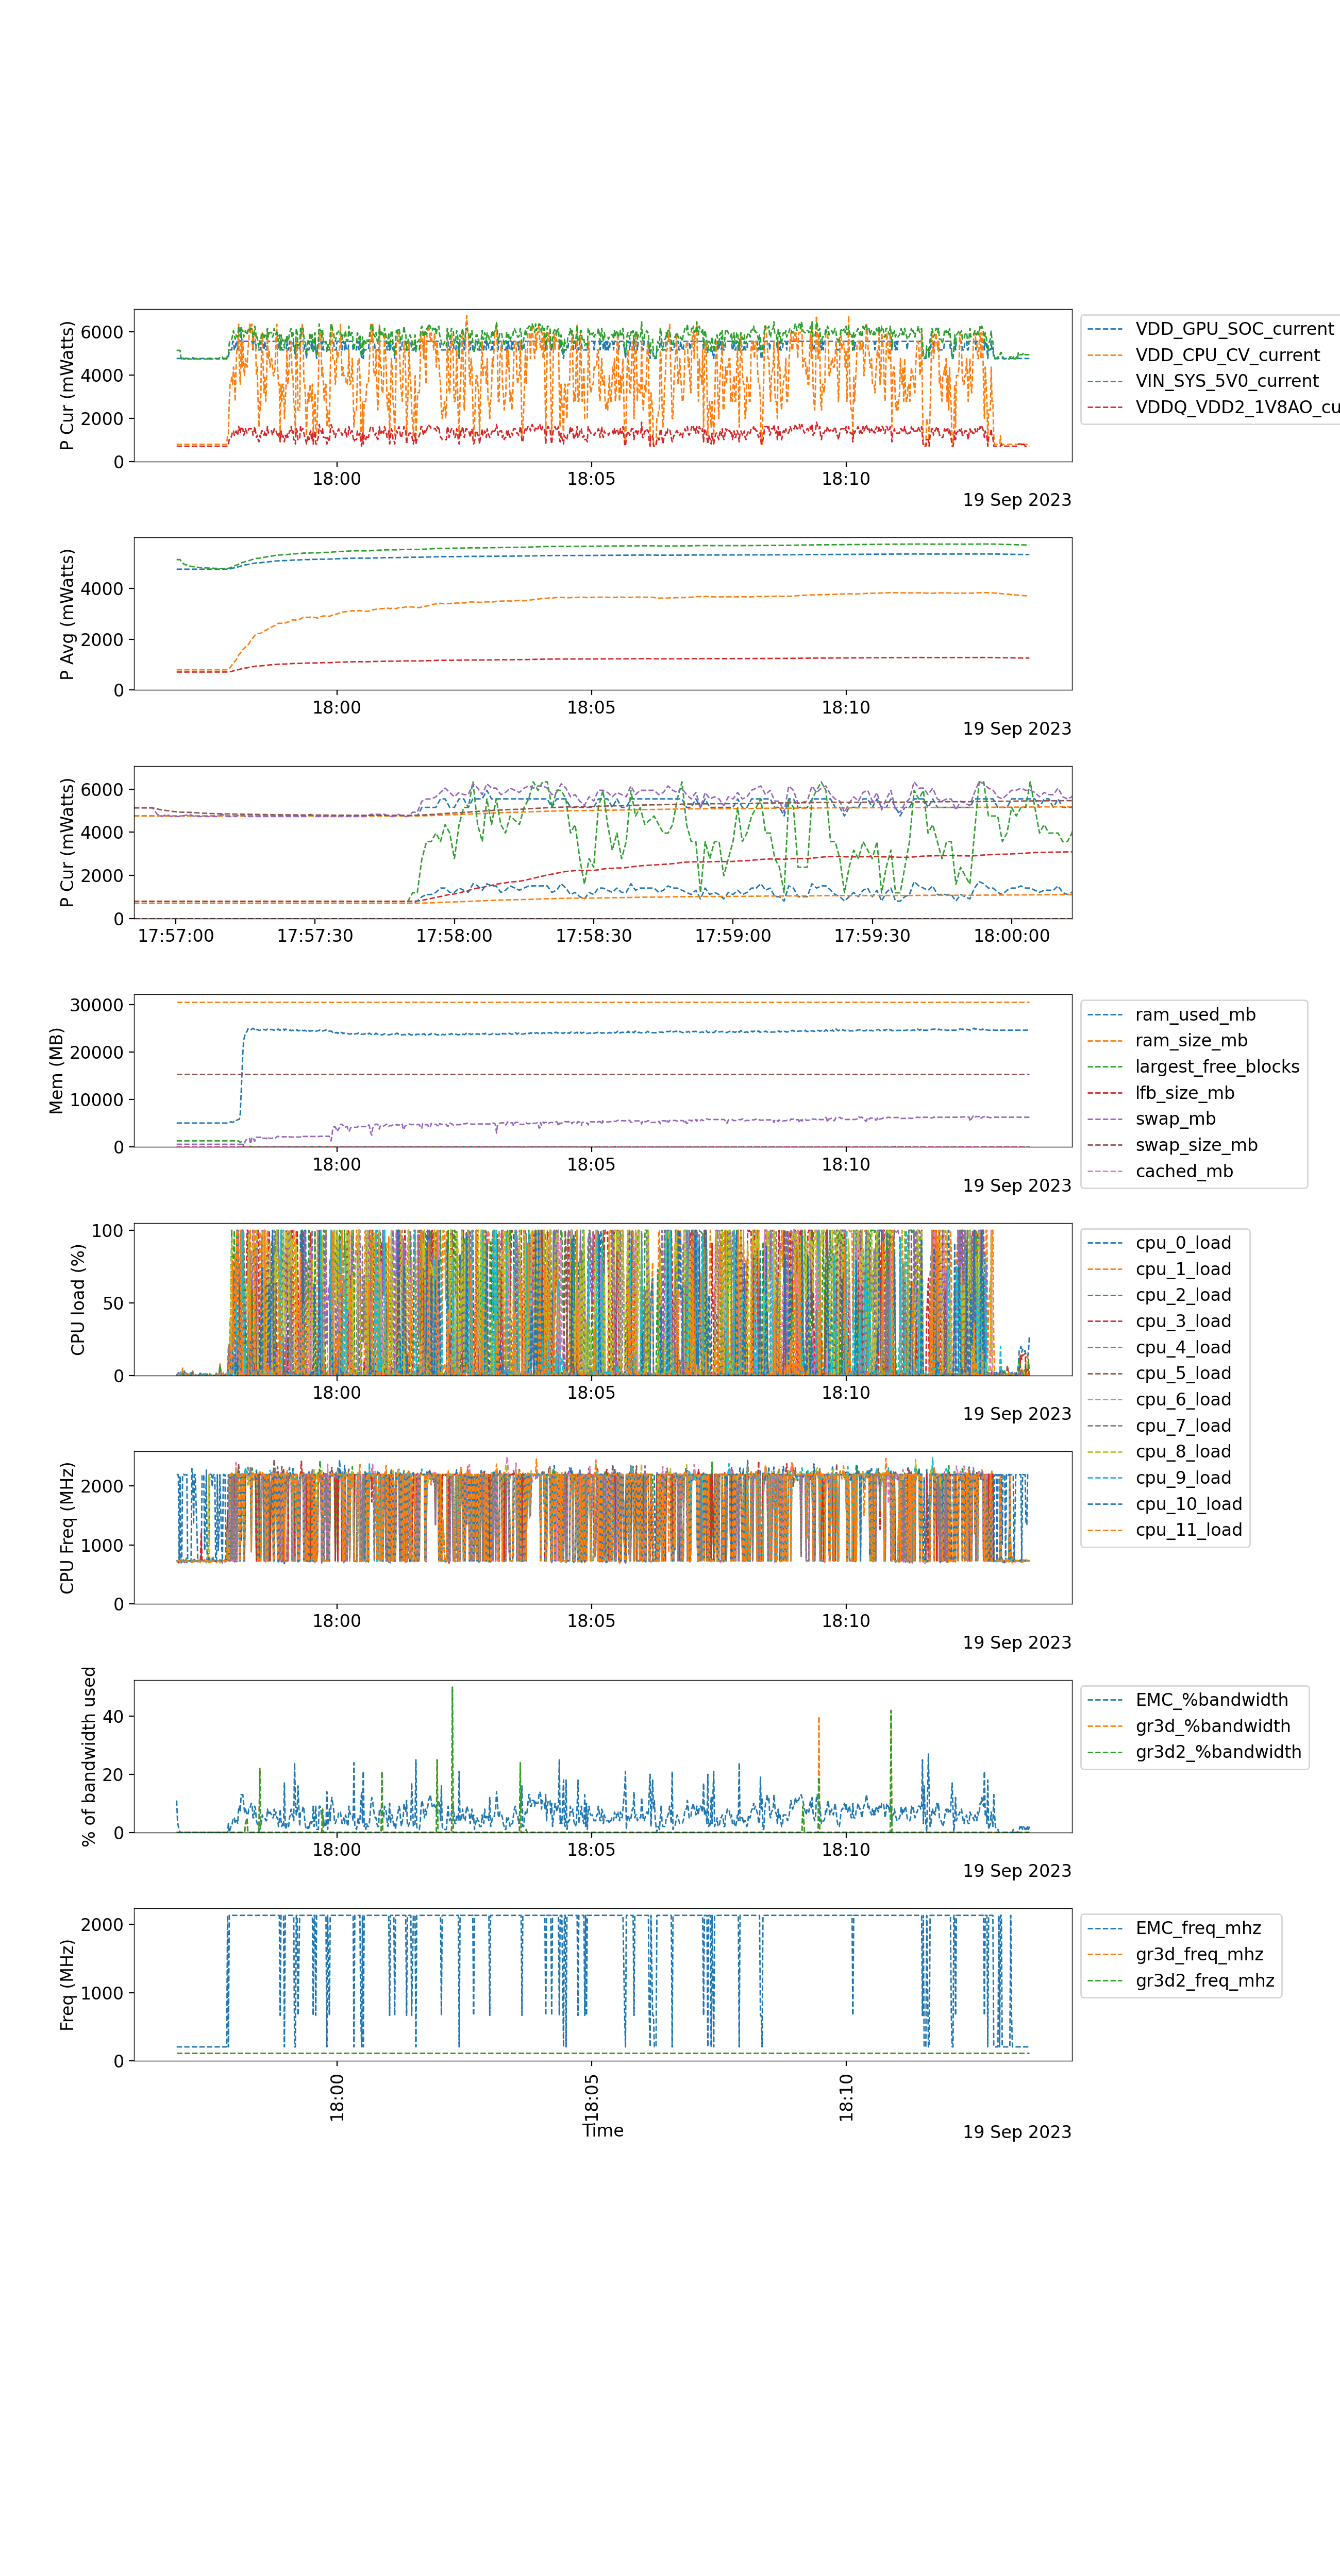 P Cur (mWatts)
6000
4000
2000
0
18:00 18:05 18:10
19 Sep 2023
VDD_GPU_SOC_current
VDD_CPU_CV_current
VIN_SYS_5V0_current
VDDQ_VDD2_1V8AO_cu
P Avg (mWatts)
4000
2000
0
18:00 18:05 18:10
19 Sep 2023
P Cur (mWatts)
6000
4000
2000
0
17:57:00 17:57:30 17:58:00 17:58:30 17:59:00 17:59:30 18:00:00
Mem (MB)
30000
20000
10000
0
18:00 18:05 18:10
19 Sep 2023
ram_used_mb
ram_size_mb
largest_free_blocks
lfb_size_mb
swap_mb
swap_size_mb
cached_mb
CPU load (%)
100
50
0
18:00 18:05 18:10
19 Sep 2023
cpu_0_load
cpu_1_load
cpu_2_load
cpu_3_load
cpu_4_load
cpu_5_load
cpu_6_load
cpu_7_load
cpu_8_load
cpu_9_load
cpu_10_load
cpu_11_load
CPU Freq (MHz)
2000
1000
0
18:00 18:05 18:10
19 Sep 2023
% of bandwidth used
40
20
0
18:00 18:05 18:10
19 Sep 2023
EMC_%bandwidth
gr3d_%bandwidth
gr3d2_%bandwidth
Freq (MHz)
2000
1000
0
18:00 18:05 18:10
Time
19 Sep 2023
EMC_freq_mhz
gr3d_freq_mhz
gr3d2_freq_mhz